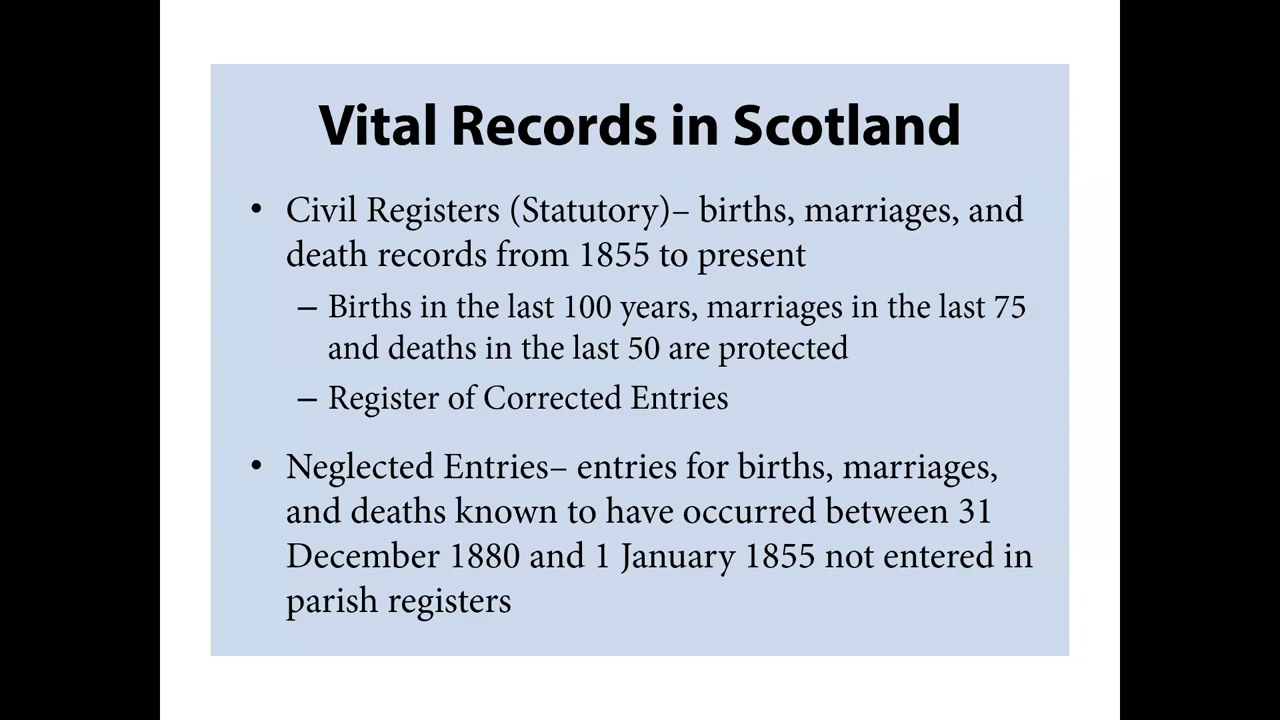 Vital Records in Scotland
• Civil Registers (Statutory)– births, marriages, and
death records from 1855 to present
– Births in the last 100 years, marriages in the last 75
and deaths in the last 50 are protected
– Register of Corrected Entries
• Neglected Entries– entries for births, marriages,
and deaths known to have occurred between 31
December 1880 and 1 January 1855 not entered in
parish registers